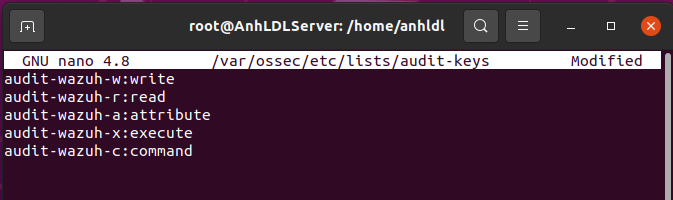 root@AnhLDLServer: /home/anhldl
GNU nano 4.8 /var/ossec/etc/lists/audit-keys Modified
audit-wazuh-w:write
audit-wazuh-r:read
audit-wazuh-a:attribute
audit-wazuh-x:execute
audit-wazuh-c:command